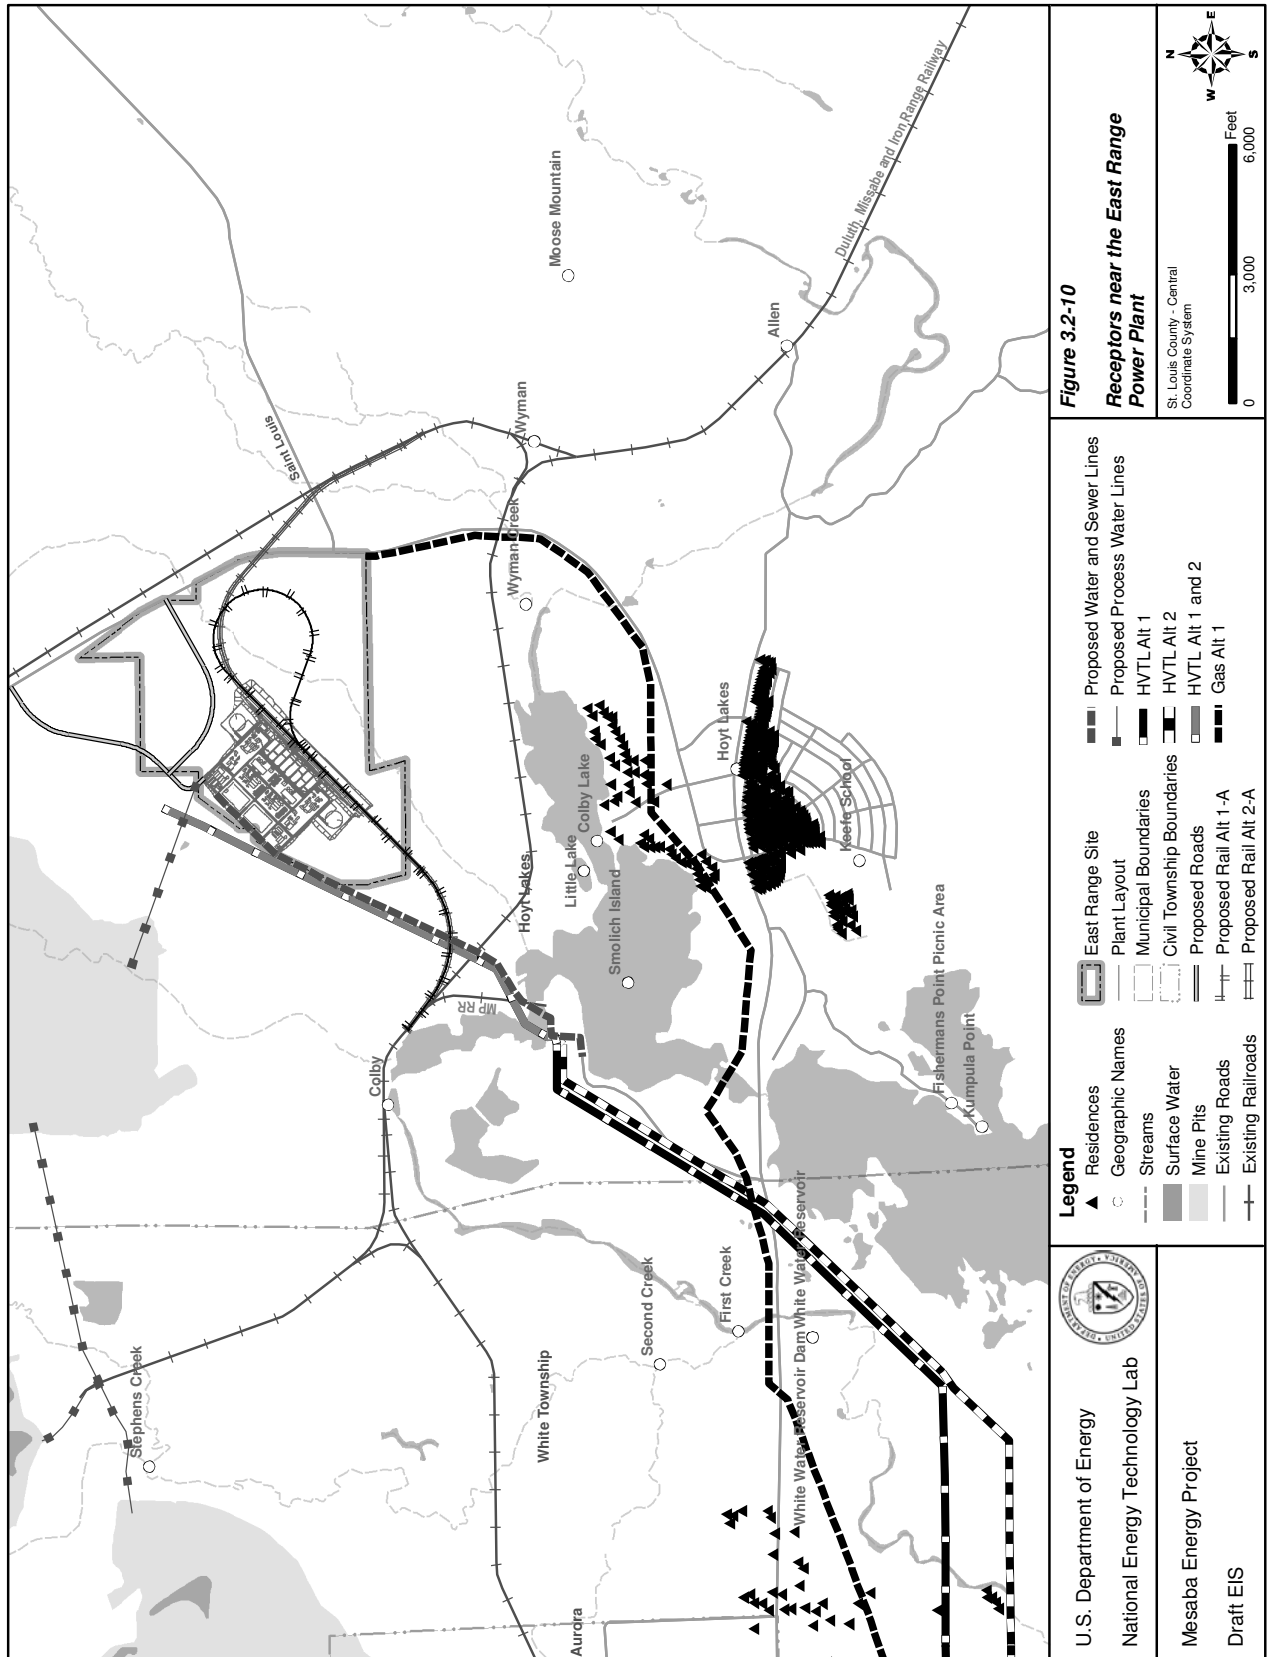 Stephens Creek
Aurora
White Township
Second Creek
First Creek
White Water Reservoir Dam
White Water Reservoir
Colby
MP RR
Hoyt Lakes
Smolich Island
Little Lake
Colby Lake
Fishermans Point Picnic Area
Kumpula Point
Keefe School
Hoyt Lakes
Wyman Creek
Wyman
Saint Louis
Allen
Moose Mountain
Duluth, Missabe and Iron Range Railway
U.S. Department of Energy
National Energy Technology Lab
DEPARTMENT OF ENERGY
UNITED STATES OF AMERICA
Mesaba Energy Project
Draft EIS
Legend
Residences
Geographic Names
Streams
Surface Water
Mine Pits
Existing Roads
Existing Railroads
East Range Site
Plant Layout
Municipal Boundaries
Civil Township Boundaries
Proposed Roads
Proposed Rail Alt 1-A
Proposed Rail Alt 2-A
Proposed Water and Sewer Lines
Proposed Process Water Lines
HVTL Alt 1
HVTL Alt 2
HVTL Alt 1 and 2
Gas Alt 1
Figure 3.2-10
Receptors near the East Range
Power Plant
St. Louis County - Central
Coordinate System
N
E
S
W
Feet
0 3,000 6,000